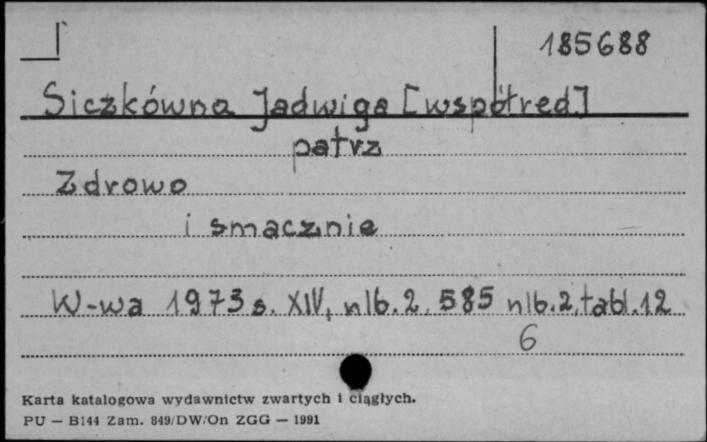 185688
Siczkówna Jadwiga [współred]
patrz
Zdrowo
i smacznie
W-wa 1973 s. XIV, nlb. 2, 585 nlb. 2, tabl. 12
6
Karta katalogowa wydawnictw zwartych i ciągłych.
PU — B144 Zam. 849/DW/On ZGG — 1991